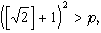 ([√2] + 1)² > p,